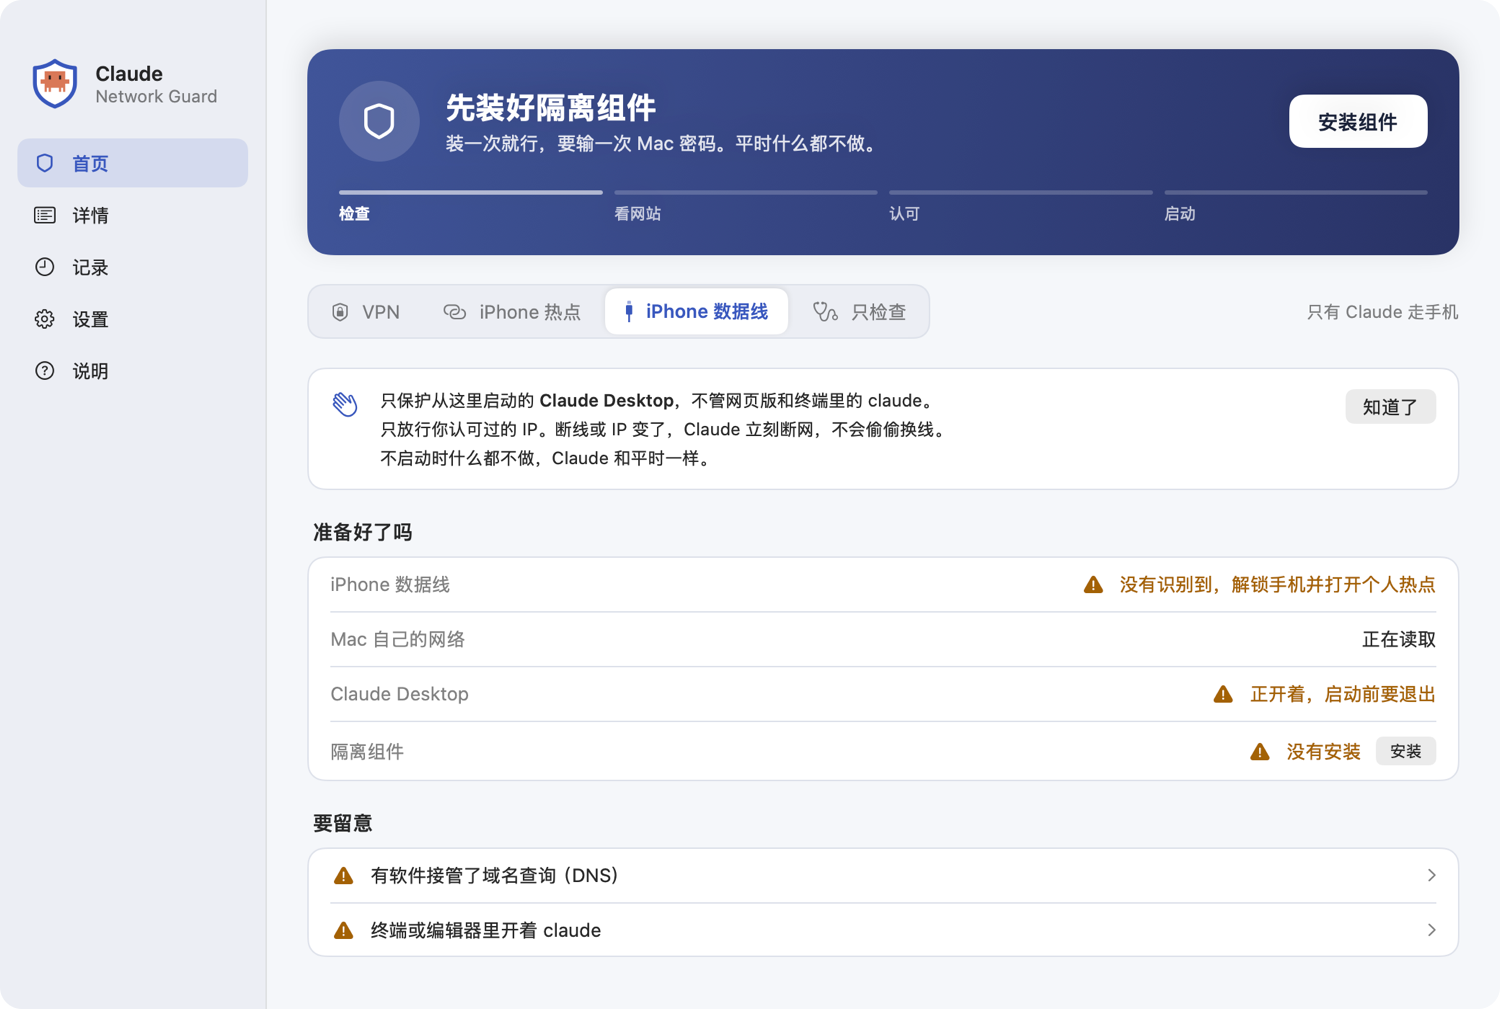 Claude
Network Guard
首页
详情
记录
设置
说明
先装好隔离组件
装一次就行，要输一次 Mac 密码。平时什么都不做。
安装组件
检查
看网站
认可
启动
VPN
iPhone 热点
iPhone 数据线
只检查
只有 Claude 走手机
只保护从这里启动的 Claude Desktop，不管网页版和终端里的 claude。
只放行你认可过的 IP。断线或 IP 变了，Claude 立刻断网，不会偷偷换线。
不启动时什么都不做，Claude 和平时一样。
知道了
准备好了吗
iPhone 数据线
没有识别到，解锁手机并打开个人热点
Mac 自己的网络
正在读取
Claude Desktop
正开着，启动前要退出
隔离组件
没有安装
安装
要留意
有软件接管了域名查询（DNS）
终端或编辑器里开着 claude